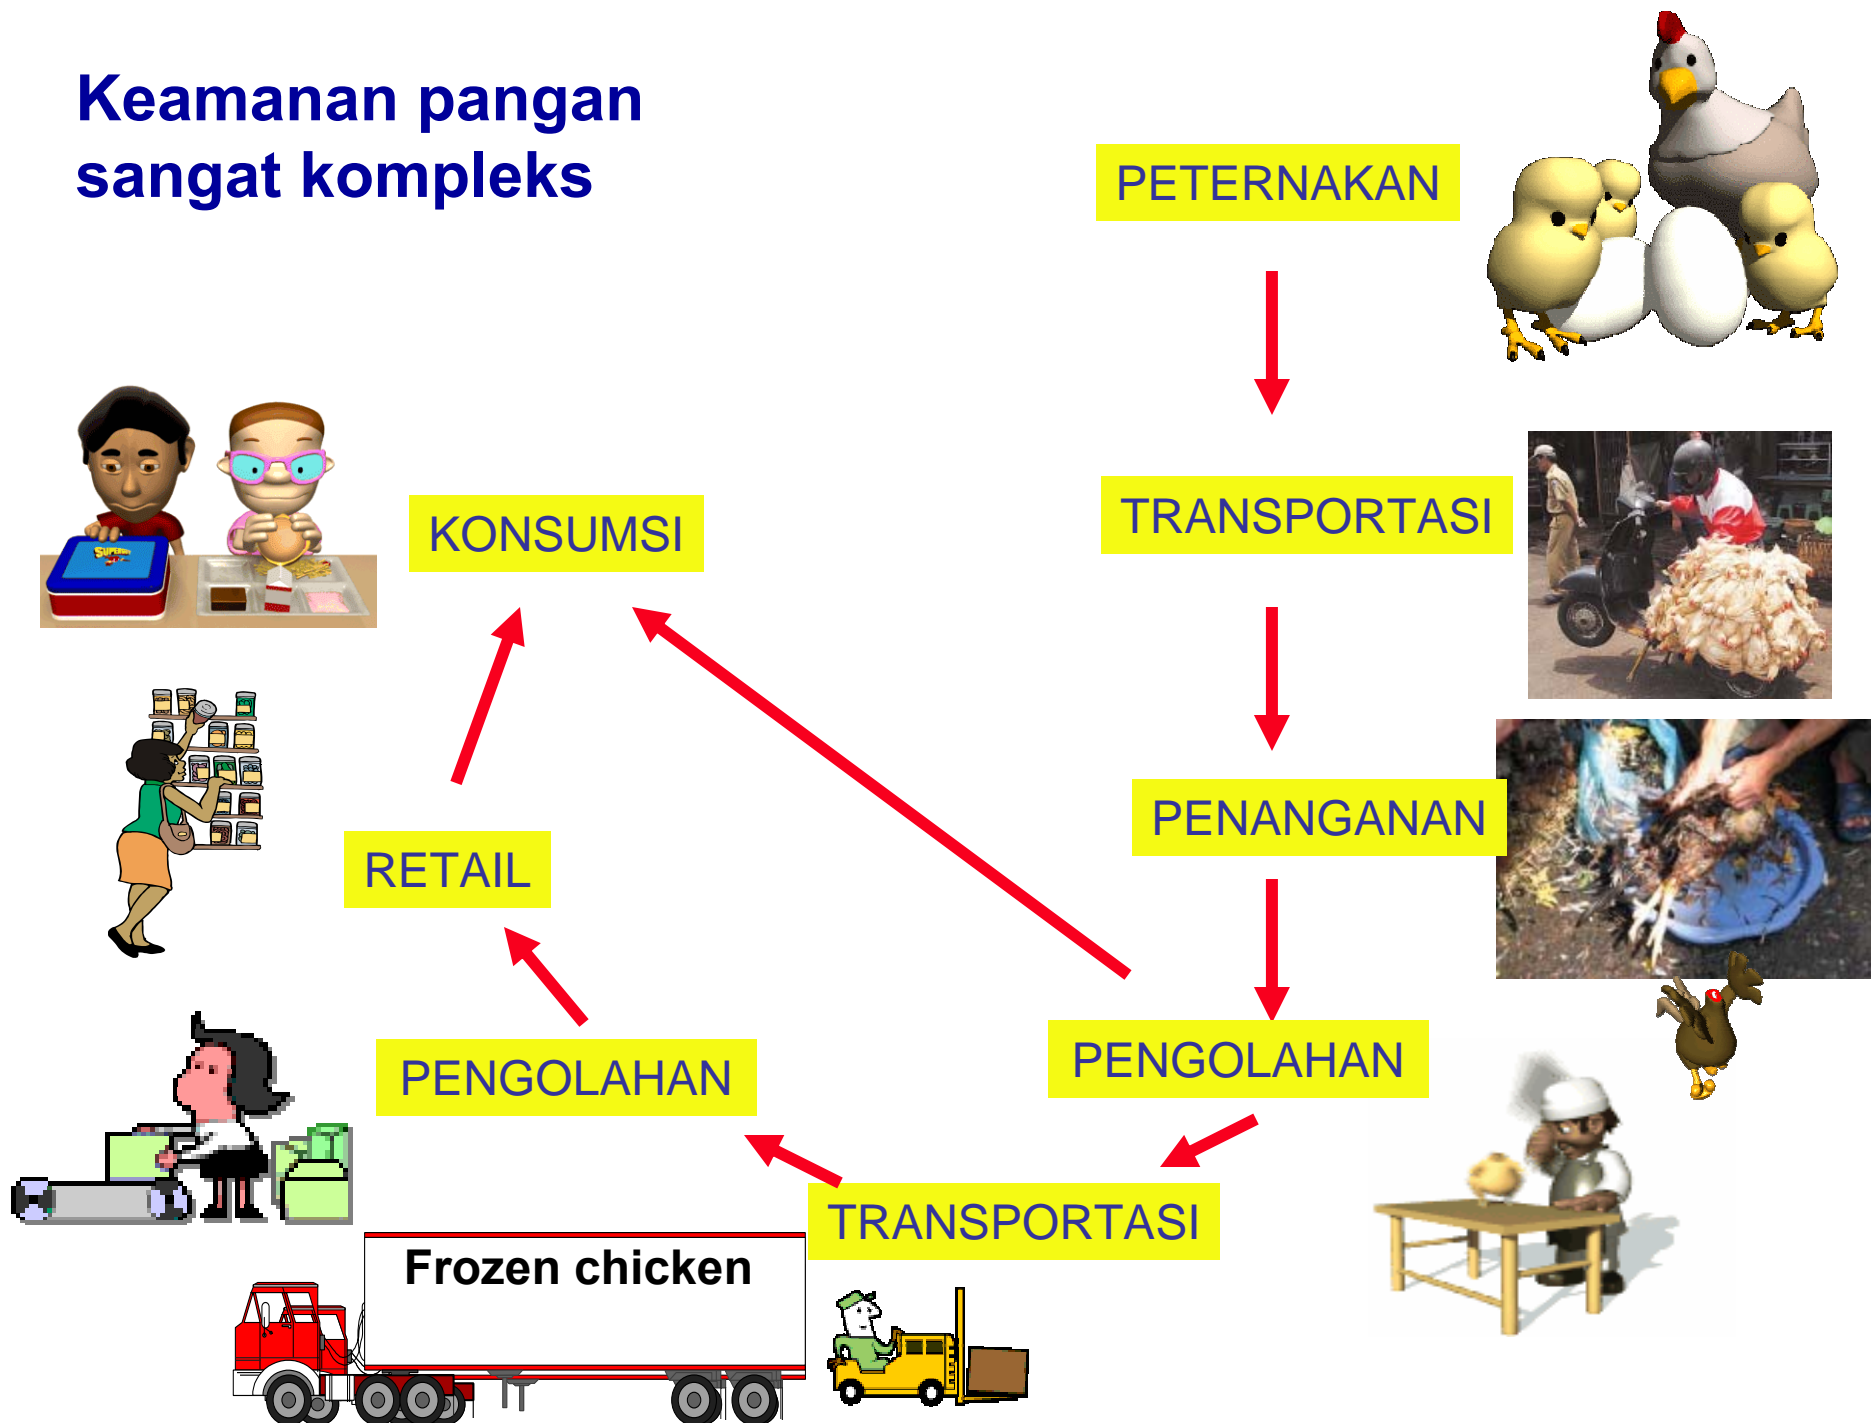 Keamanan pangan
sangat kompleks
PETERNAKAN
TRANSPORTASI
KONSUMSI
PENANGANAN
RETAIL
PENGOLAHAN
PENGOLAHAN
TRANSPORTASI
Frozen chicken